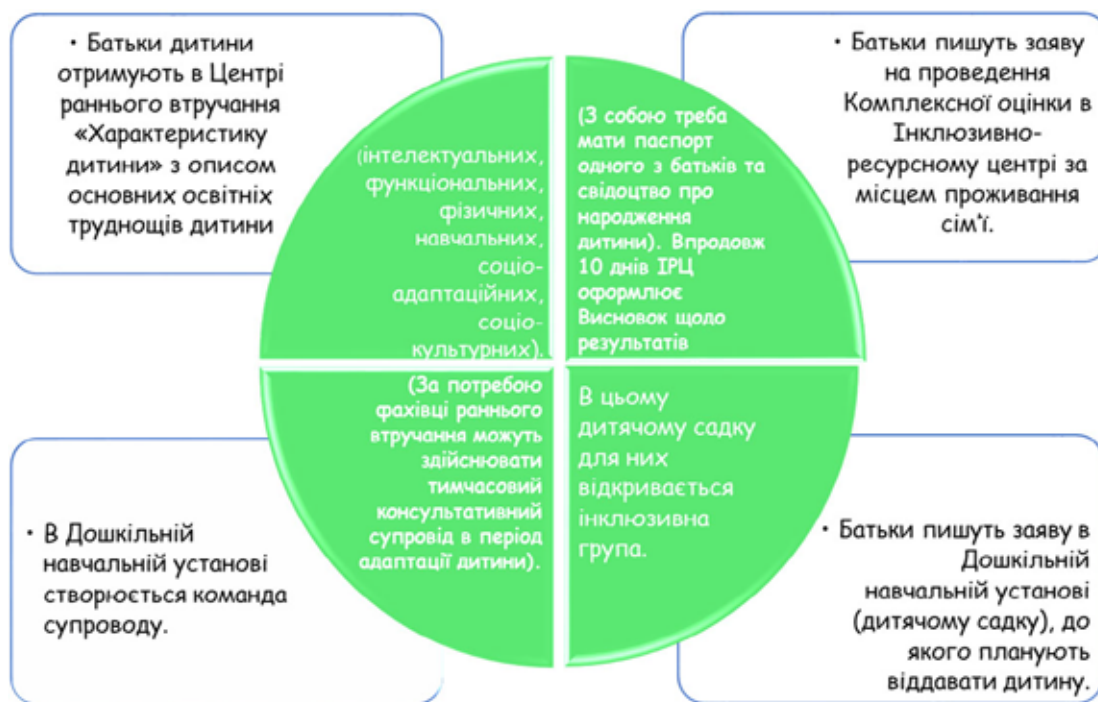 • Батьки дитини
отримують в Центрі
раннього втручання
«Характеристику
дитини» з описом
основних освітніх
труднощів дитини
(інтелектуальних,
функціональних,
фізичних,
навчальних,
соціо-
адаптаційних,
соціо-
культурних).
• Батьки пишуть заяву
на проведення
Комплексної оцінки в
Інклюзивно-
ресурсному центрі за
місцем проживання
сім'ї.
(З собою треба
мати паспорт
одного з батьків та
свідоцтво про
народження
дитини). Впродовж
10 днів ІРЦ
оформлює
Висновок щодо
результатів
• Батьки пишуть заяву в
Дошкільній
навчальній установі
(дитячому садку), до
якого планують
віддавати дитину.
В цьому
дитячому садку
для них
відкривається
інклюзивна
група.
• В Дошкільній
навчальній установі
створюється команда
супроводу.
(За потребою
фахівці раннього
втручання можуть
здійснювати
тимчасовий
консультативний
супровід в період
адаптації дитини).